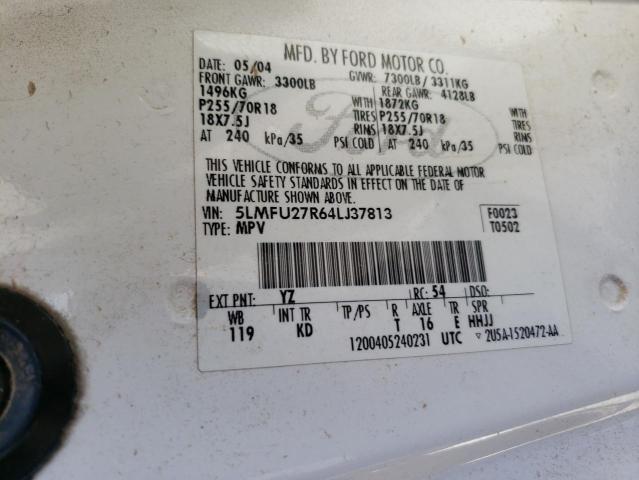 MFD. BY FORD MOTOR CO.
DATE 05/04 GVWR: 7300LB / 3311KG
FRONT GAWR: 3300LB REAR GAWR: 4128LB
1496KG WITH 1872KG WITH
P255/70R18 TIRES P255/70R18 TIRES
18X7.5J RIMS 18X7.5J RIMS
AT 240 kPa/35 PSI COLD AT 240 kPa/35 PSI COLD
Ford
THIS VEHICLE CONFORMS TO ALL APPLICABLE FEDERAL MOTOR
VEHICLE SAFETY STANDARDS IN EFFECT ON THE DATE OF
MANUFACTURE SHOWN ABOVE.
VIN: 5LMFU27R64LJ37813 F0023
TYPE: MPV T0502
EXT PNT: YZ RC: 54 DSO:
WB INT TR TP/PS R AXLE TR SPR
119 KD T 16 E HHJJ
1200405240231 UTC ▽ 2U5A-1520472-AA